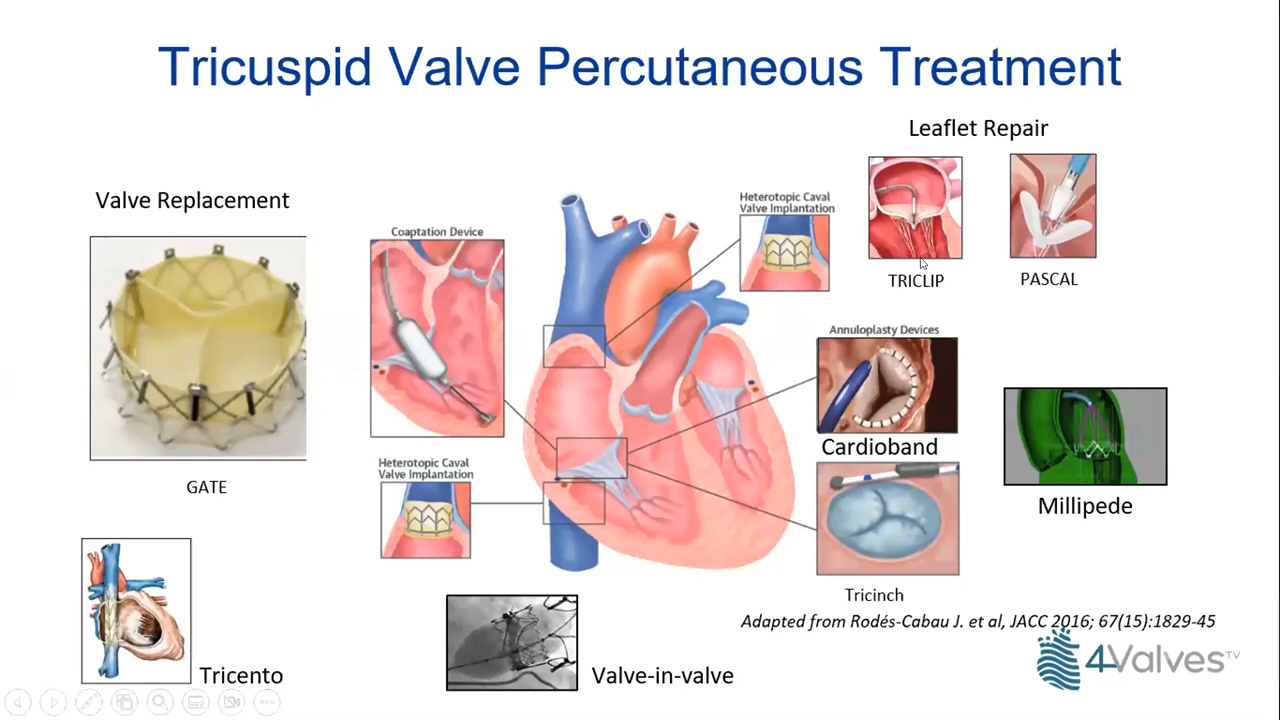 Tricuspid Valve Percutaneous Treatment
Leaflet Repair
Valve Replacement
Heterotopic Caval
Valve Implantation
Coaptation Device
TRICLIP
PASCAL
Annuloplasty Devices
Cardioband
Heterotopic Caval
Valve Implantation
GATE
Millipede
Tricinch
Adapted from Rodés-Cabau J. et al, JACC 2016; 67(15):1829-45
4Valves TV
Tricento
Valve-in-valve